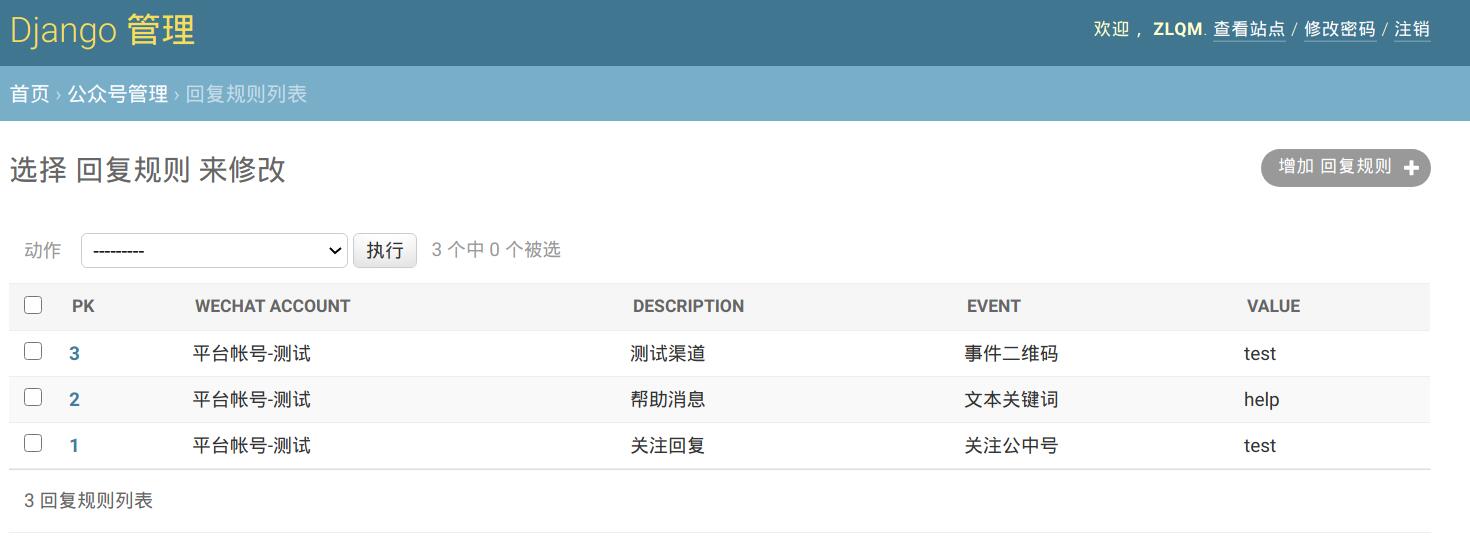 Django 管理
欢迎，ZLQM. 查看站点 / 修改密码 / 注销
首页 › 公众号管理 › 回复规则列表
选择 回复规则 来修改
增加 回复规则
动作 --------- 执行 3 个中 0 个被选
PK WECHAT ACCOUNT DESCRIPTION EVENT VALUE
3 平台帐号-测试 测试渠道 事件二维码 test
2 平台帐号-测试 帮助消息 文本关键词 help
1 平台帐号-测试 关注回复 关注公中号 test
3 回复规则列表